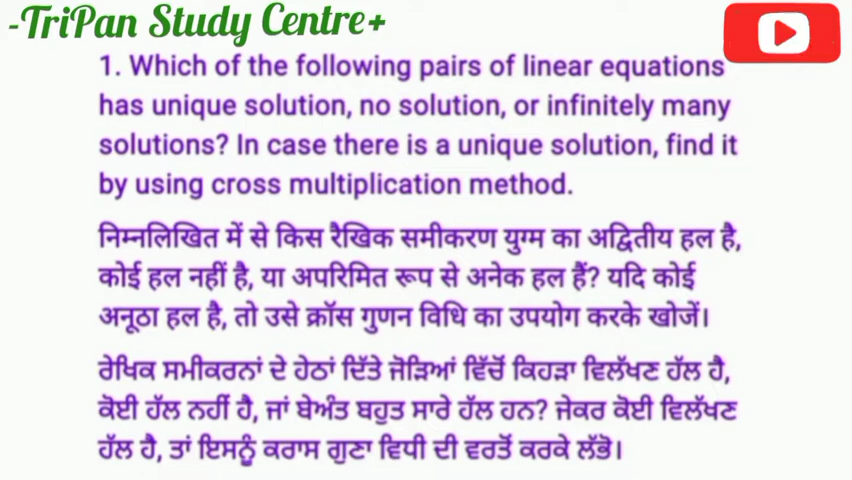 -TriPan Study Centre+
1. Which of the following pairs of linear equations
has unique solution, no solution, or infinitely many
solutions? In case there is a unique solution, find it
by using cross multiplication method.
निम्नलिखित में से किस रैखिक समीकरण युग्म का अद्वितीय हल है,
कोई हल नहीं है, या अपरिमित रूप से अनेक हल हैं? यदि कोई
अनूठा हल है, तो उसे क्रॉस गुणन विधि का उपयोग करके खोजें।
ਰੇਖਿਕ ਸਮੀਕਰਨਾਂ ਦੇ ਹੇਠਾਂ ਦਿੱਤੇ ਜੋੜਿਆਂ ਵਿੱਚੋਂ ਕਿਹੜਾ ਵਿਲੱਖਣ ਹੱਲ ਹੈ,
ਕੋਈ ਹੱਲ ਨਹੀਂ ਹੈ, ਜਾਂ ਬੇਅੰਤ ਬਹੁਤ ਸਾਰੇ ਹੱਲ ਹਨ? ਜੇਕਰ ਕੋਈ ਵਿਲੱਖਣ
ਹੱਲ ਹੈ, ਤਾਂ ਇਸਨੂੰ ਕਰਾਸ ਗੁਣਾ ਵਿਧੀ ਦੀ ਵਰਤੋਂ ਕਰਕੇ ਲੱਭੋ।